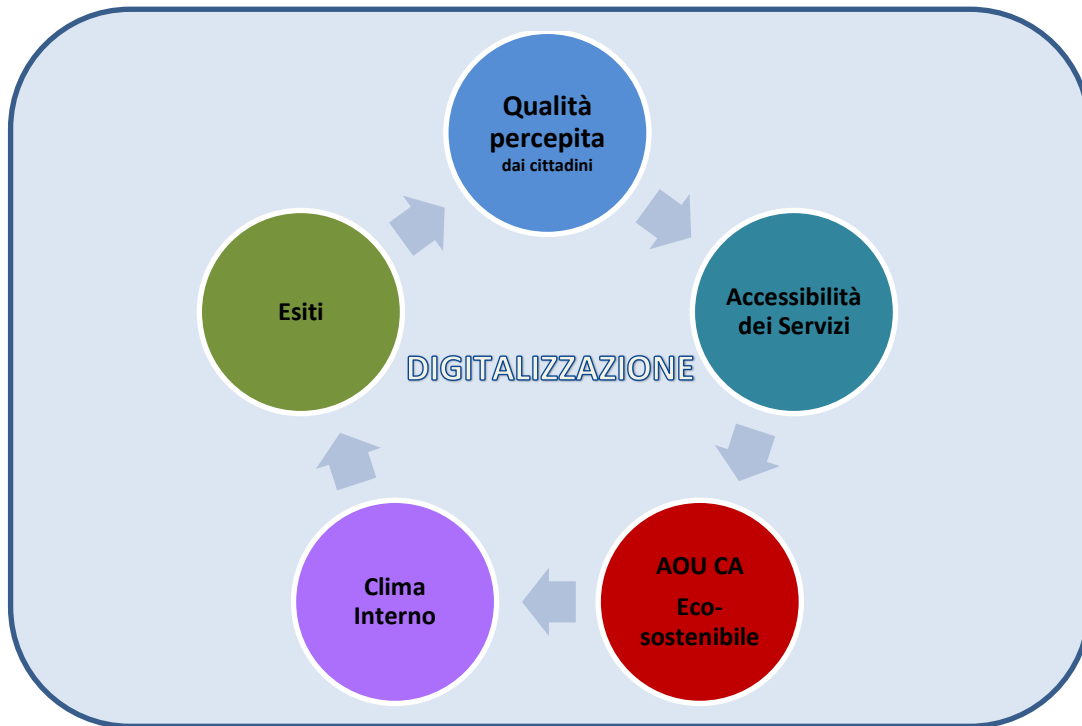 Qualità
percepita
dai cittadini
Esiti
Accessibilità
dei Servizi
DIGITALIZZAZIONE
Clima
Interno
AOU CA
Eco-
sostenibile